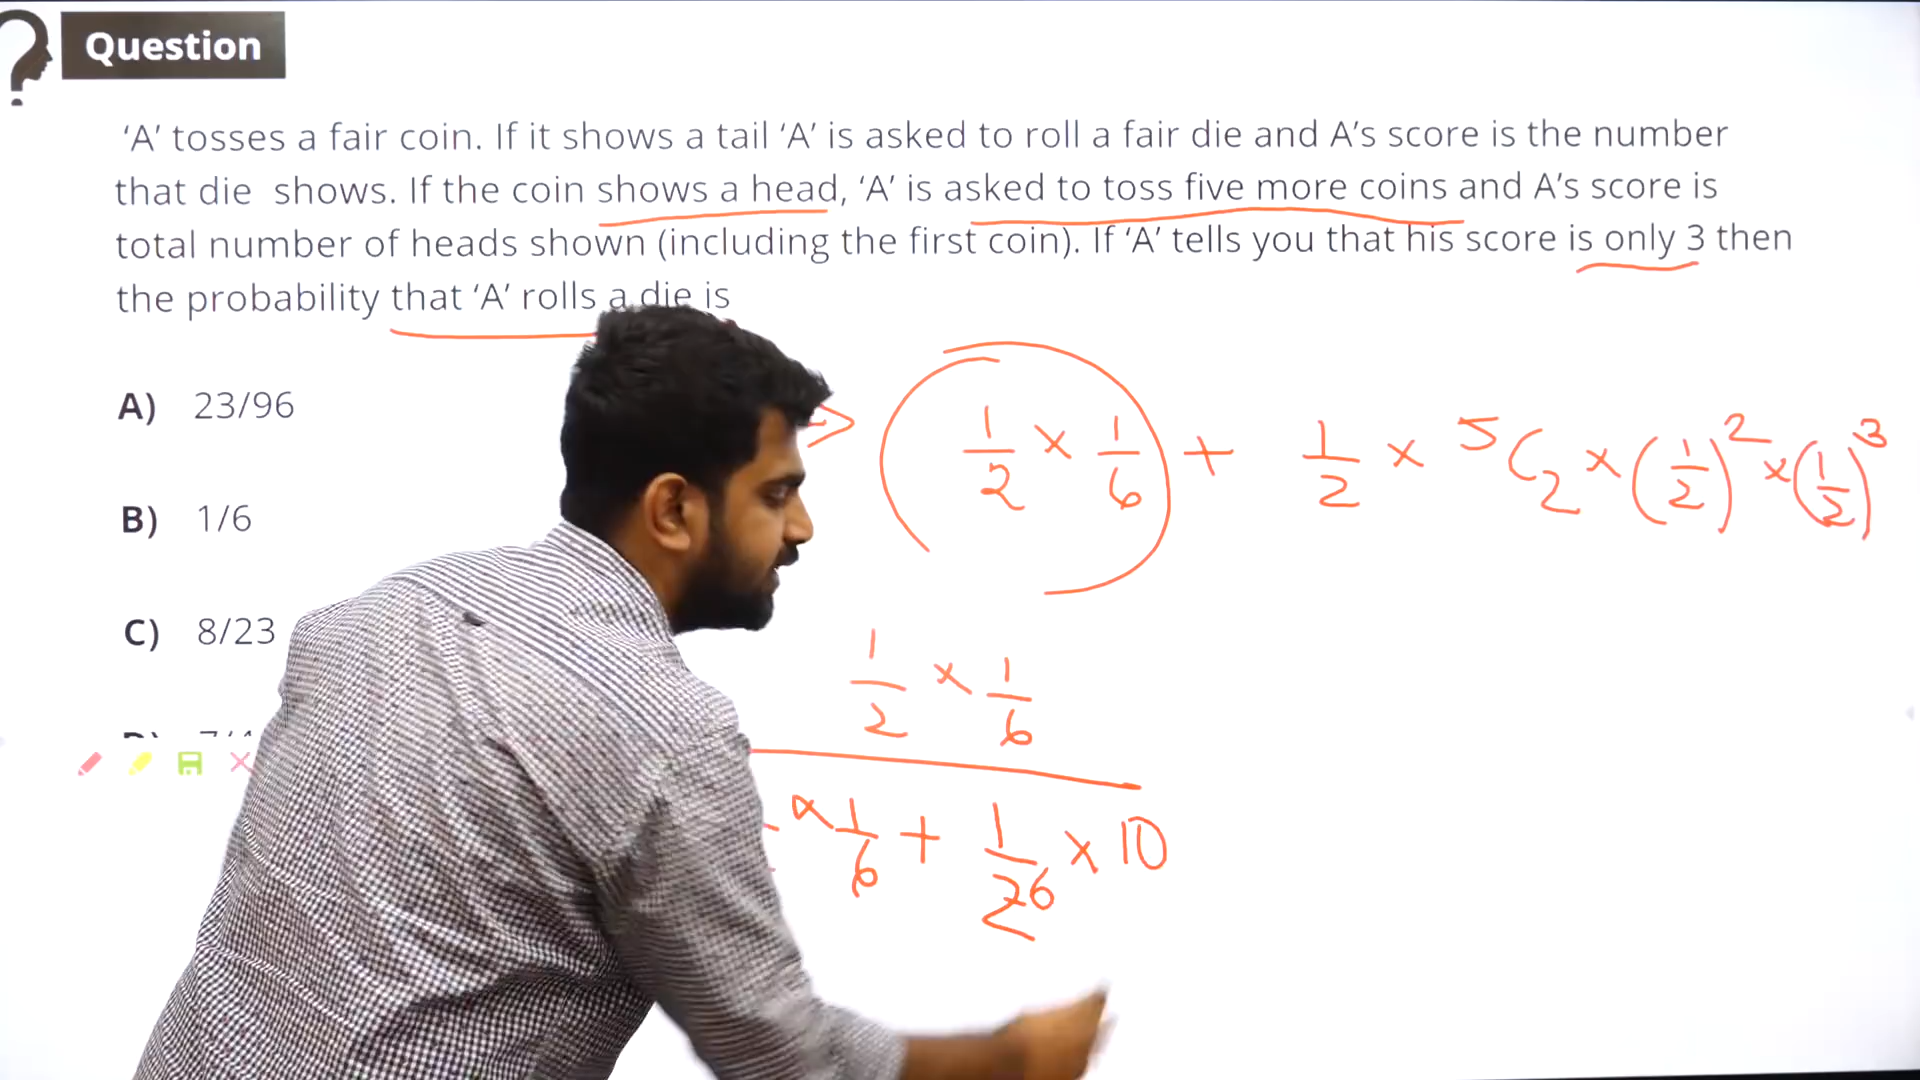 Question
‘A’ tosses a fair coin. If it shows a tail ‘A’ is asked to roll a fair die and A’s score is the number
that die shows. If the coin shows a head, ‘A’ is asked to toss five more coins and A’s score is
total number of heads shown (including the first coin). If ‘A’ tells you that his score is only 3 then
the probability that ‘A’ rolls a die is
A) 23/96
B) 1/6
C) 8/23
1/2 × 1/6 + 1/2 × ⁵C₂ × (1/2)² × (1/2)³
1/2 × 1/6
× 1/6 + 1/2⁶ × 10